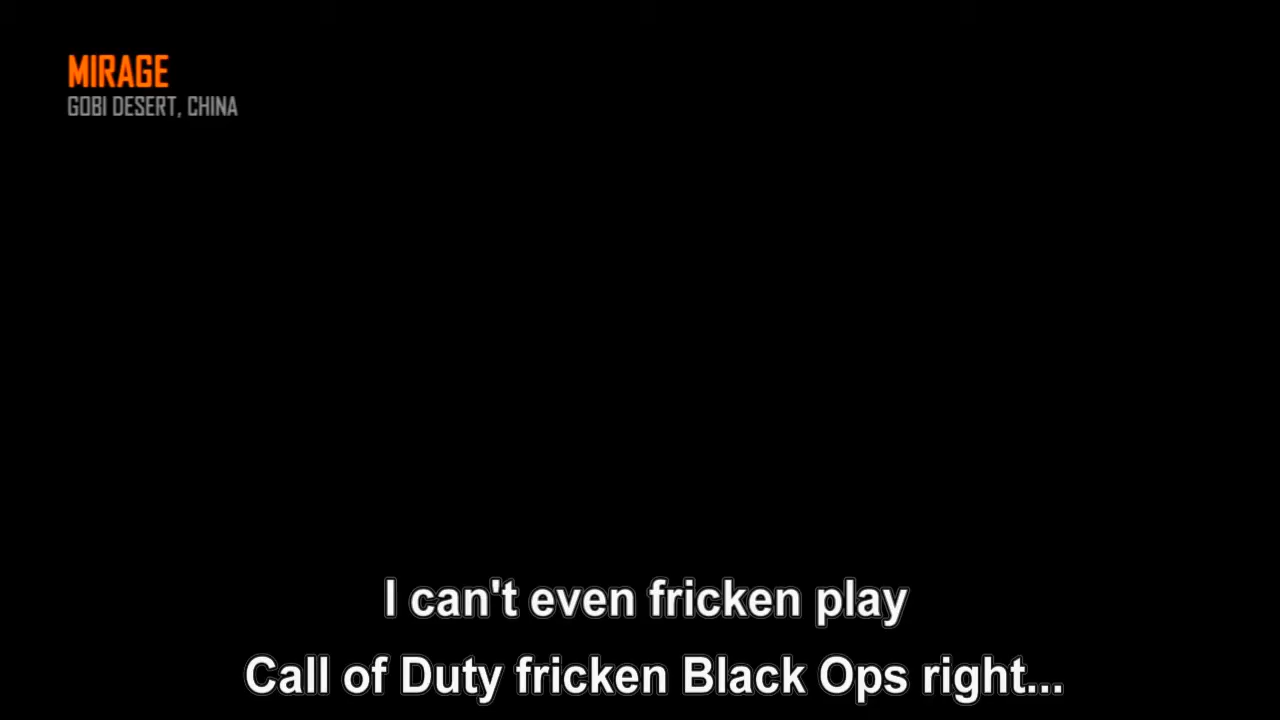 MIRAGE
GOBI DESERT, CHINA
I can't even fricken play
Call of Duty fricken Black Ops right...